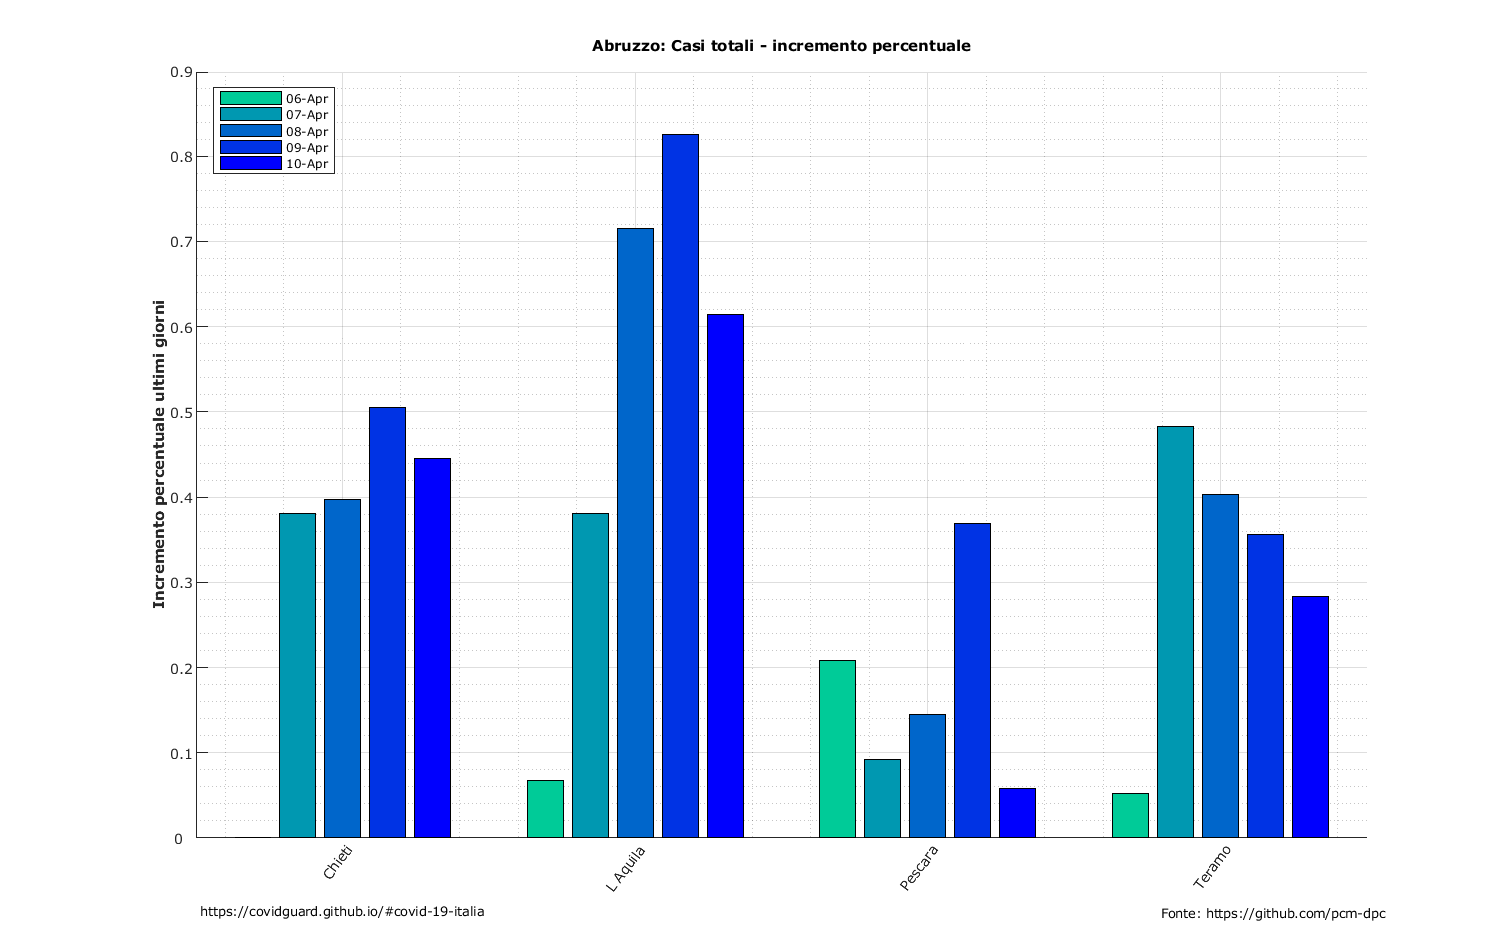 Abruzzo: Casi totali - incremento percentuale
0.9
0.8
0.7
0.6
0.5
0.4
0.3
0.2
0.1
0
Incremento percentuale ultimi giorni
06-Apr
07-Apr
08-Apr
09-Apr
10-Apr
Chieti
L Aquila
Pescara
Teramo
https://covidguard.github.io/#covid-19-italia
Fonte: https://github.com/pcm-dpc